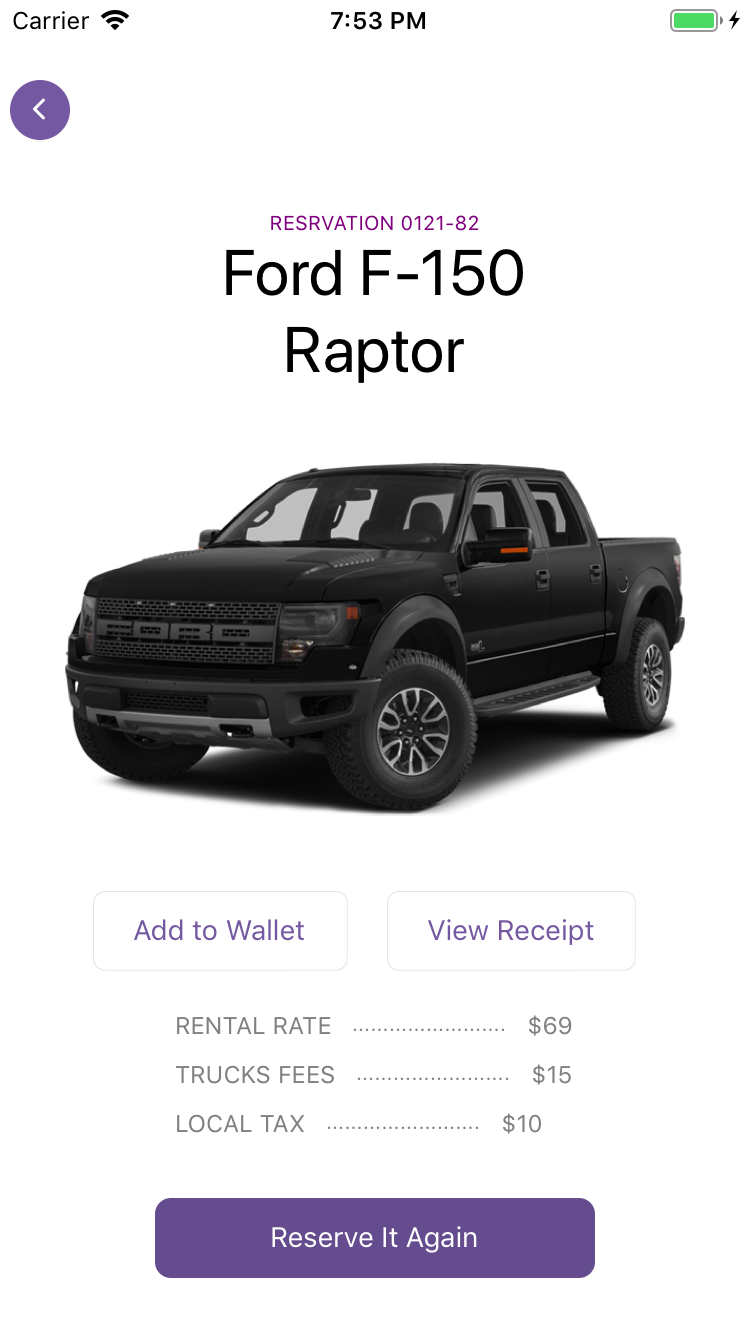 Carrier 7:53 PM
RESRVATION 0121-82
Ford F-150
Raptor
FORD
Add to Wallet View Receipt
RENTAL RATE ......................... $69
TRUCKS FEES ......................... $15
LOCAL TAX ......................... $10
Reserve It Again